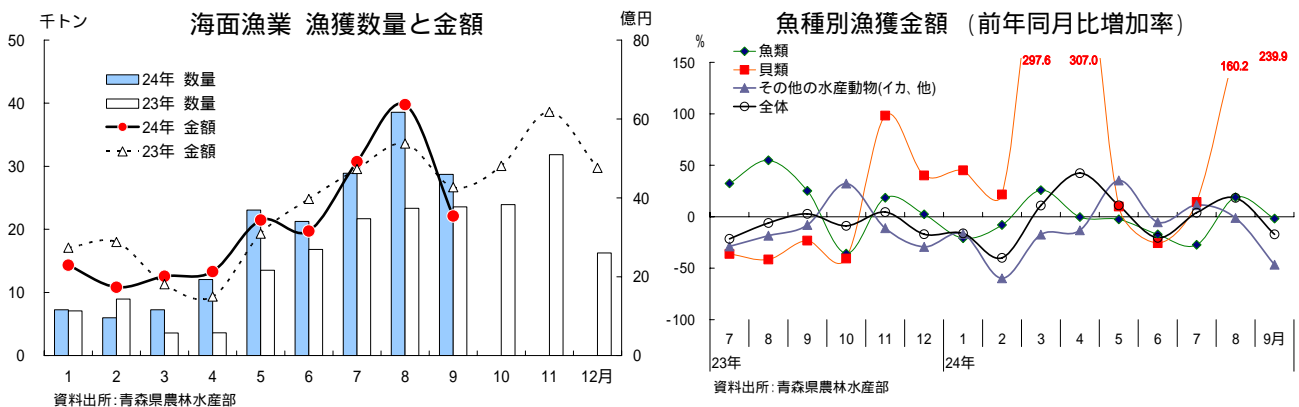 海面漁業 漁獲数量と金額
千トン
億円
50
40
30
20
10
0
80
60
40
20
0
24年 数量
23年 数量
24年 金額
23年 金額
1 2 3 4 5 6 7 8 9 10 11 12月
資料出所:青森県農林水産部
魚種別漁獲金額 (前年同月比増加率)
%
魚類
貝類
その他の水産動物(イカ、他)
全体
297.6 307.0 160.2 239.9
150
100
50
0
-50
-100
7 8 9 10 11 12 1 2 3 4 5 6 7 8 9月
23年 24年
資料出所:青森県農林水産部